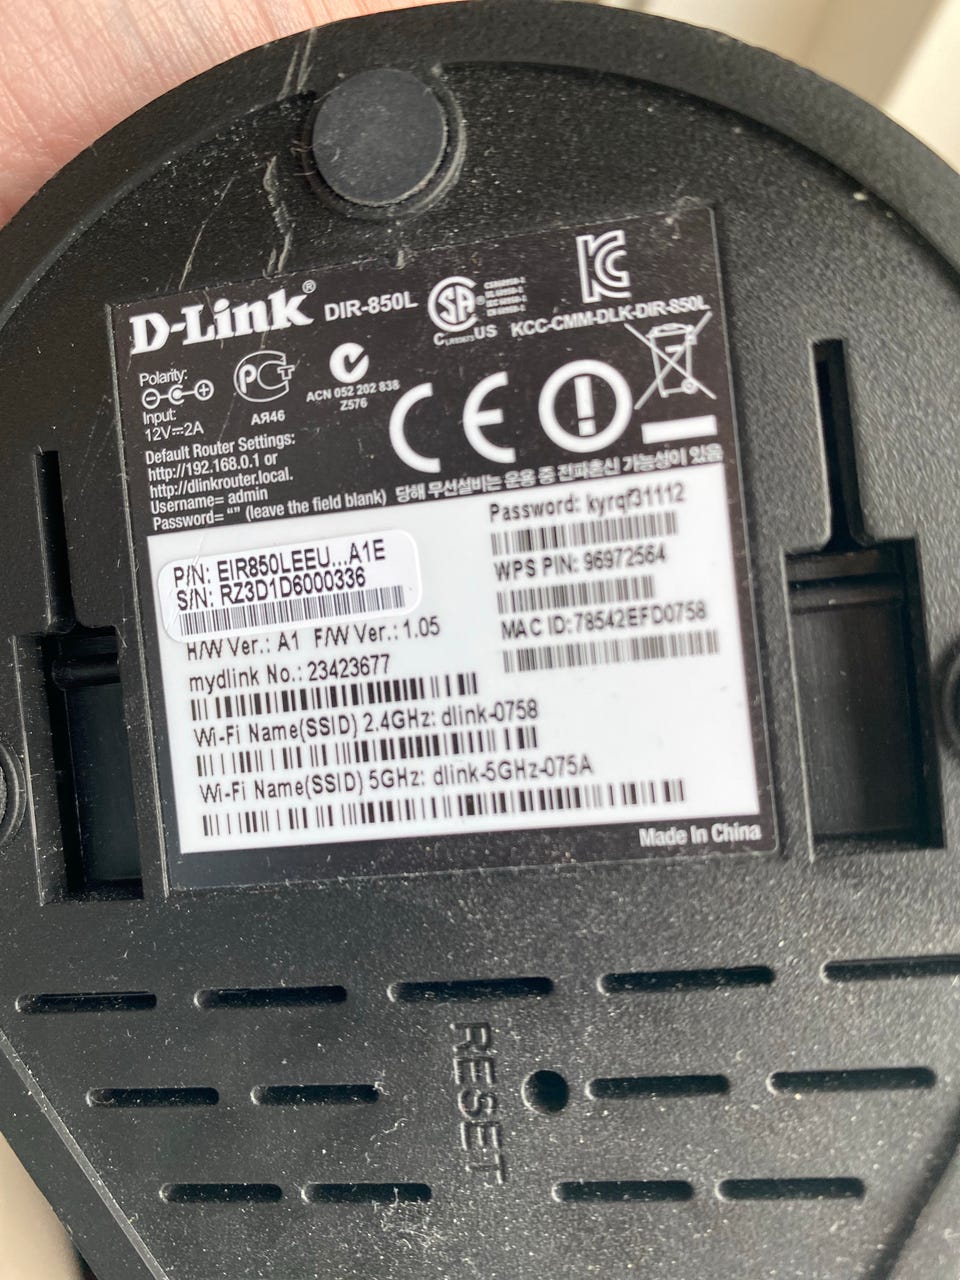 D-Link® DIR-850L
C US
KCC-CMM-DLK-DIR-850L
Polarity:
Input:
12V⎓2A
АЯ46
ACN 052 202 838
Z576
CE
Default Router Settings:
http://192.168.0.1 or
http://dlinkrouter.local.
Username= admin
Password= “” (leave the field blank)
당해 무선설비는 운용 중 전파혼신 가능성이 있음
P/N: EIR850LEEU...A1E
S/N: RZ3D1D6000336
H/W Ver.: A1 F/W Ver.: 1.05
mydlink No.: 23423677
Password: kyrqf31112
WPS PIN: 96972564
MAC ID:78542EFD0758
Wi-Fi Name(SSID) 2.4GHz: dlink-0758
Wi-Fi Name(SSID) 5GHz: dlink-5GHz-075A
Made In China
RESET